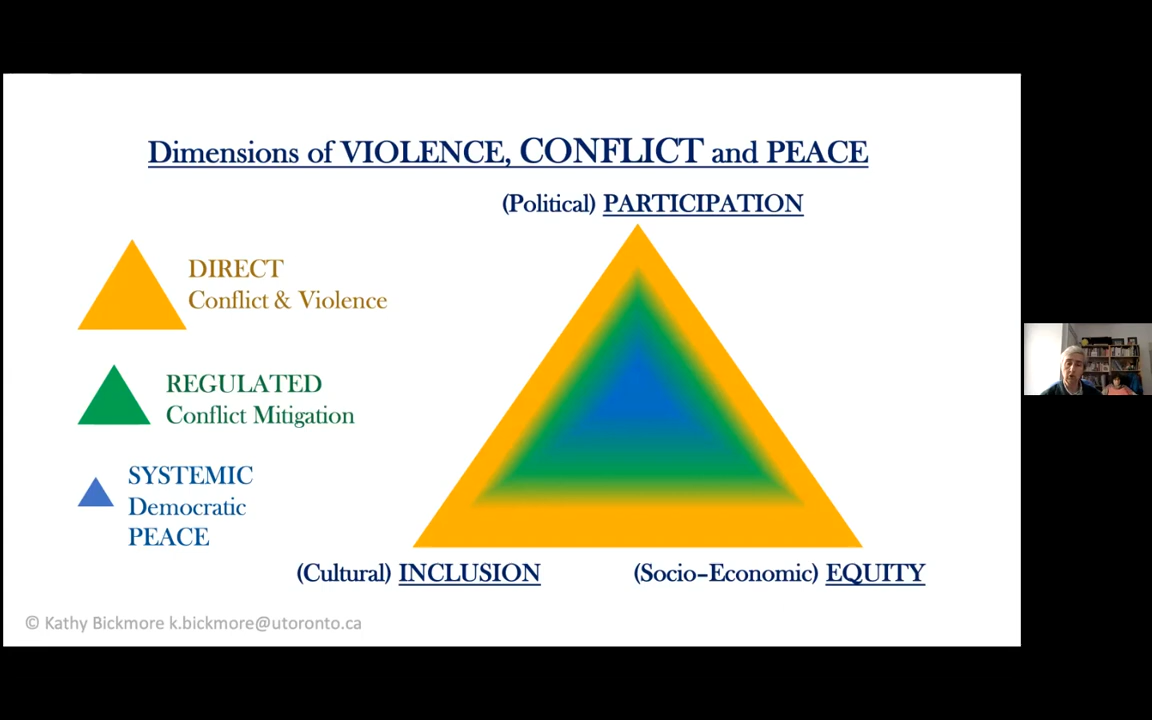 Dimensions of VIOLENCE, CONFLICT and PEACE
(Political) PARTICIPATION
DIRECT
Conflict & Violence
REGULATED
Conflict Mitigation
SYSTEMIC
Democratic
PEACE
(Cultural) INCLUSION
(Socio-Economic) EQUITY
© Kathy Bickmore k.bickmore@utoronto.ca